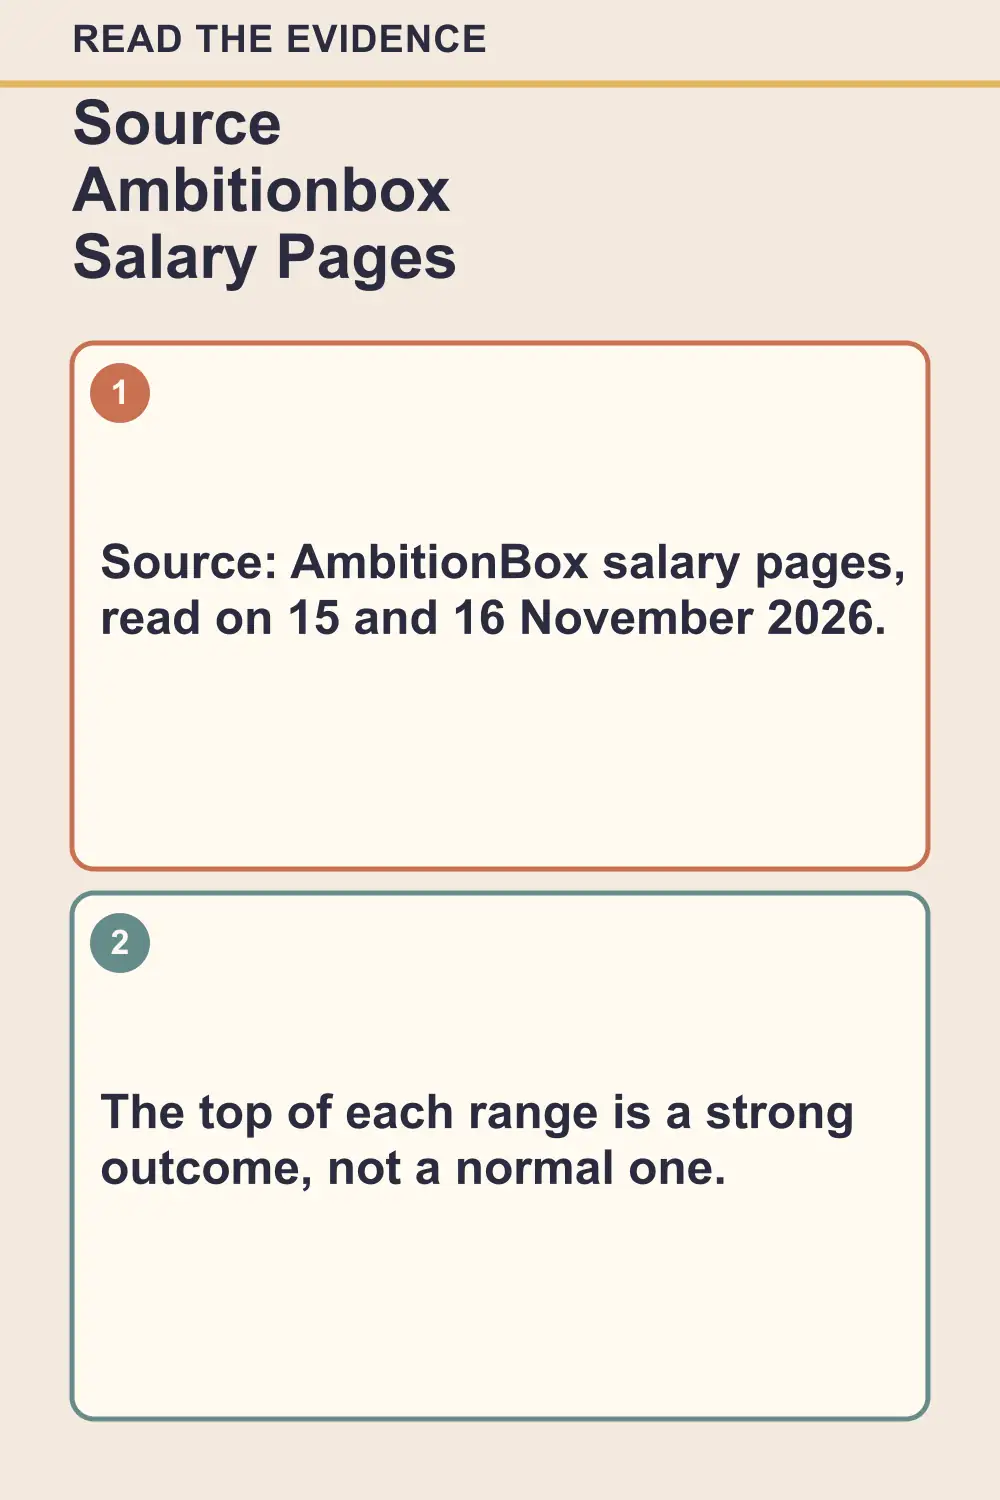 READ THE EVIDENCE
Source
Ambitionbox
Salary Pages
1
Source: AmbitionBox salary pages,
read on 15 and 16 November 2026.
2
The top of each range is a strong
outcome, not a normal one.